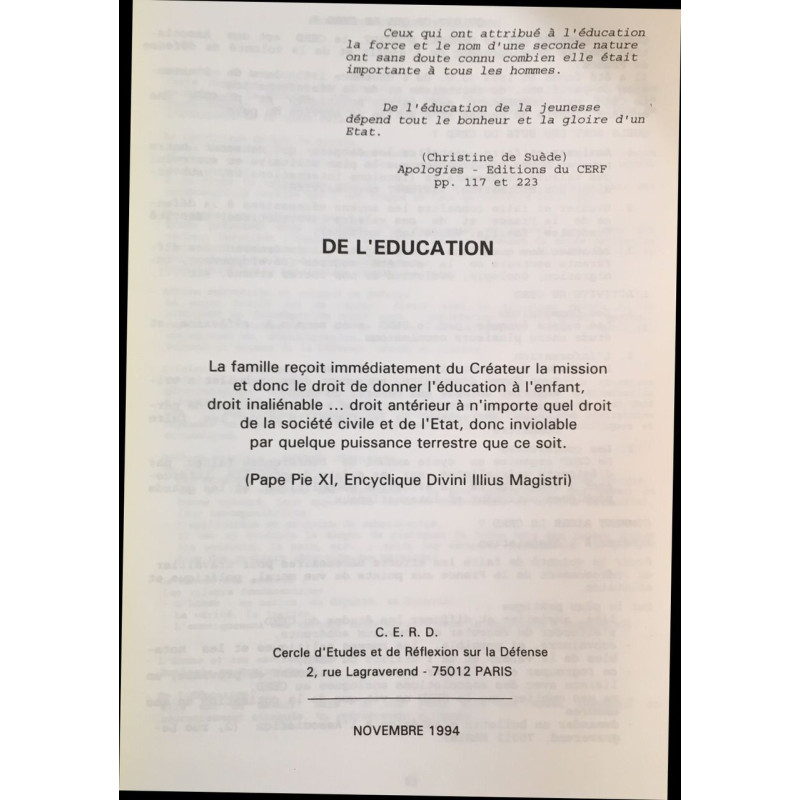 Ceux qui ont attribué à l'éducation
la force et le nom d'une seconde nature
ont sans doute connu combien elle était
importante à tous les hommes.
De l'éducation de la jeunesse
dépend tout le bonheur et la gloire d'un
Etat.
(Christine de Suède)
Apologies - Editions du CERF
pp. 117 et 223
DE L'EDUCATION
La famille reçoit immédiatement du Créateur la mission
et donc le droit de donner l'éducation à l'enfant,
droit inaliénable ... droit antérieur à n'importe quel droit
de la société civile et de l'Etat, donc inviolable
par quelque puissance terrestre que ce soit.
(Pape Pie XI, Encyclique Divini Illius Magistri)
C. E. R. D.
Cercle d'Etudes et de Réflexion sur la Défense
2, rue Lagraverend - 75012 PARIS
NOVEMBRE 1994